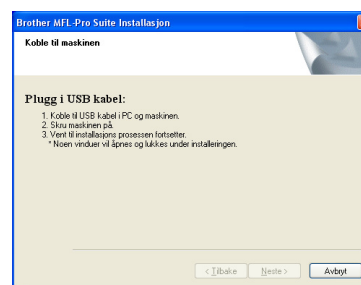 Brother MFL-Pro Suite Installasjon
Koble til maskinen
Plugg i USB kabel:
1. Koble til USB kabel i PC og maskinen.
2. Skru maskinen på.
3. Vent til installasjons prosessen fortsetter.
* Noen vinduer vil åpnes og lukkes under installeringen.
< Tilbake Neste > Avbryt